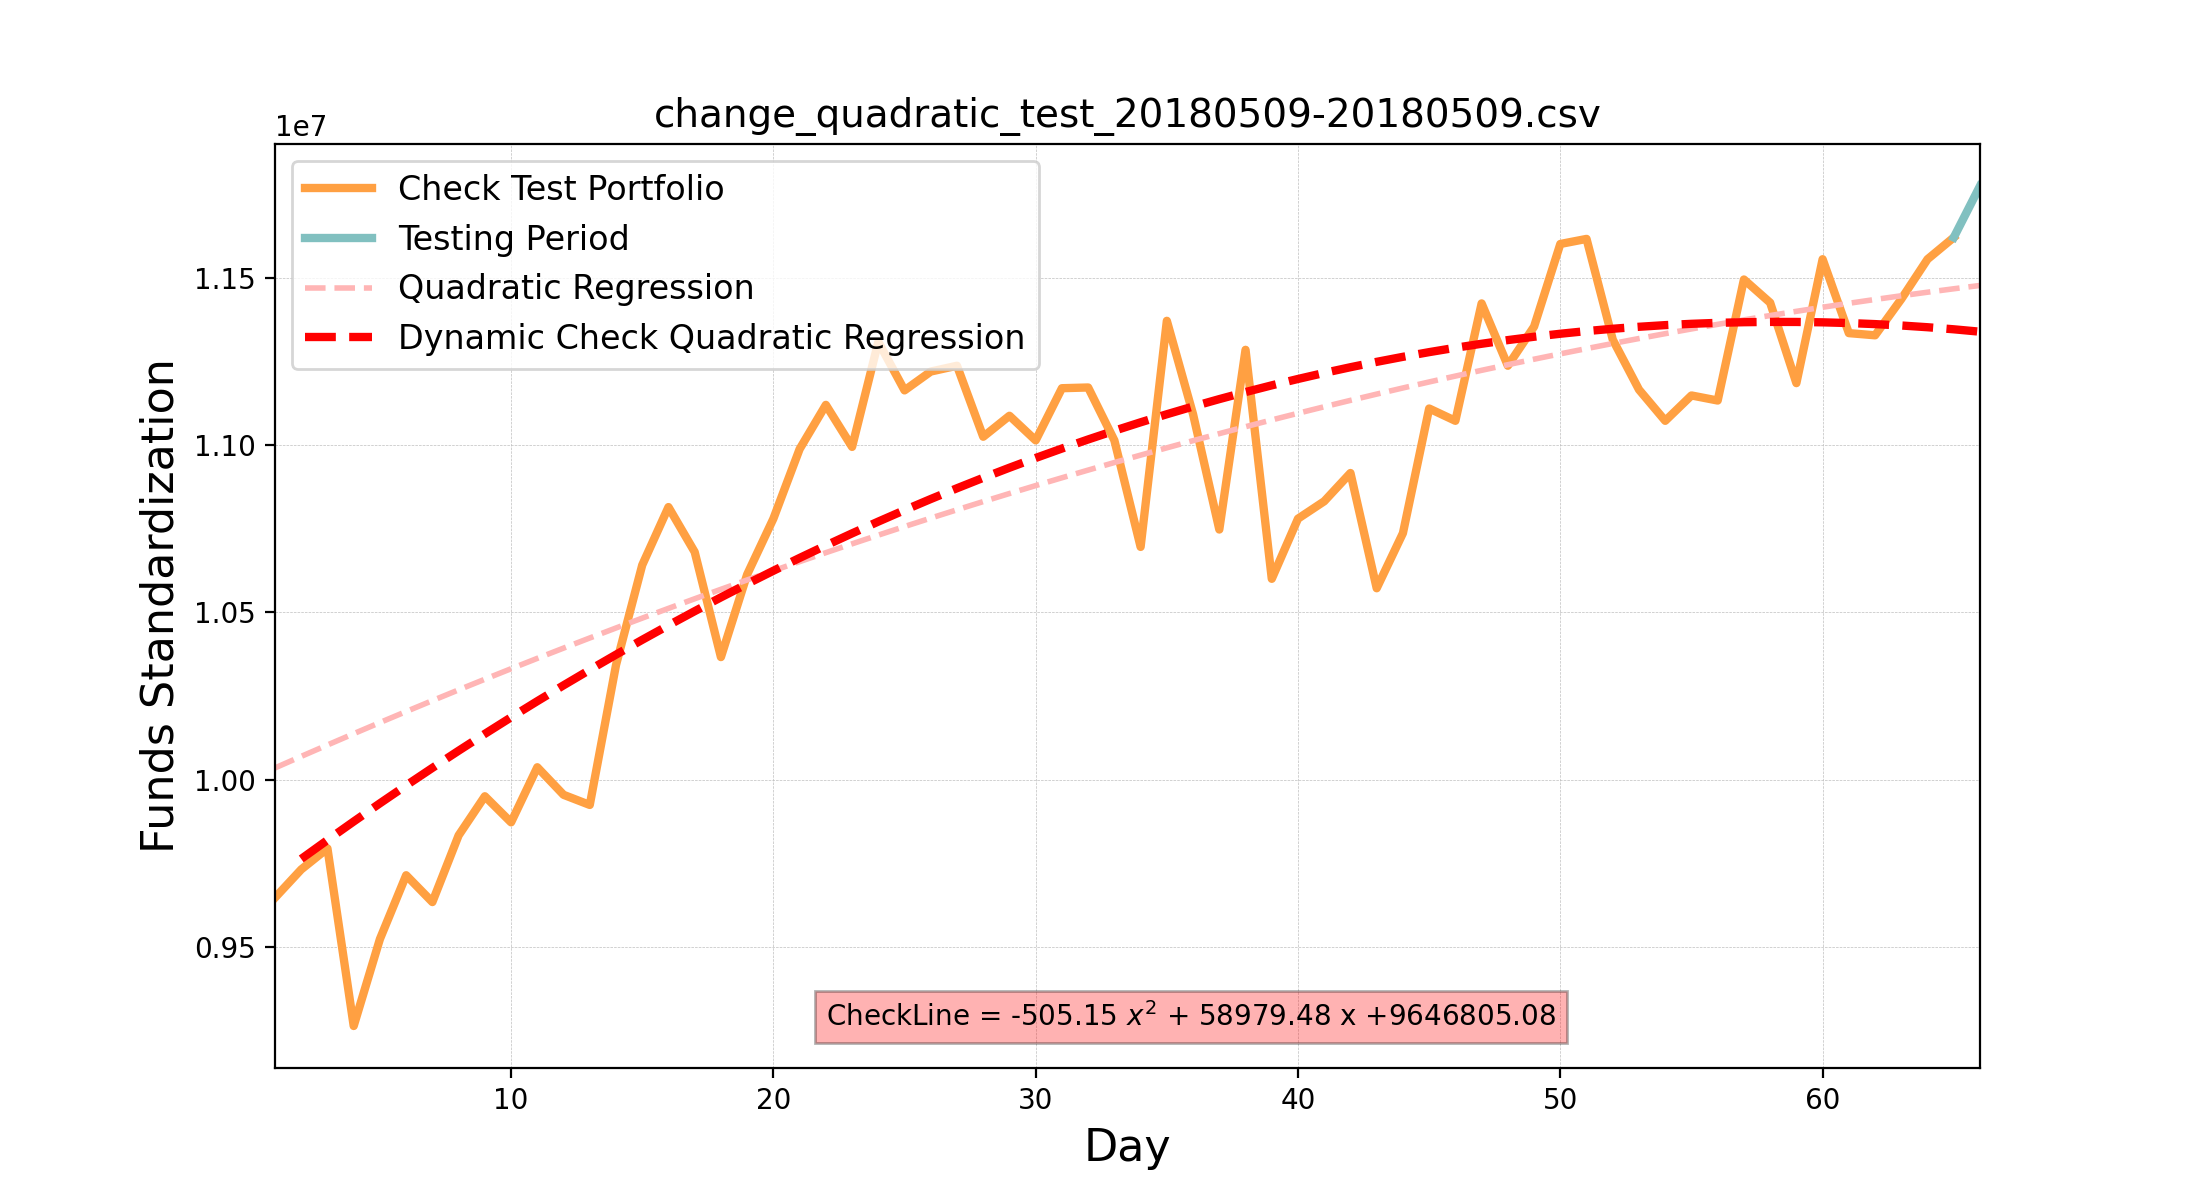 change_quadratic_test_20180509-20180509.csv
1e7
Check Test Portfolio
Testing Period
Quadratic Regression
Dynamic Check Quadratic Regression
Funds Standardization
1.15
1.10
1.05
1.00
0.95
CheckLine = -505.15 x² + 58979.48 x +9646805.08
10 20 30 40 50 60
Day